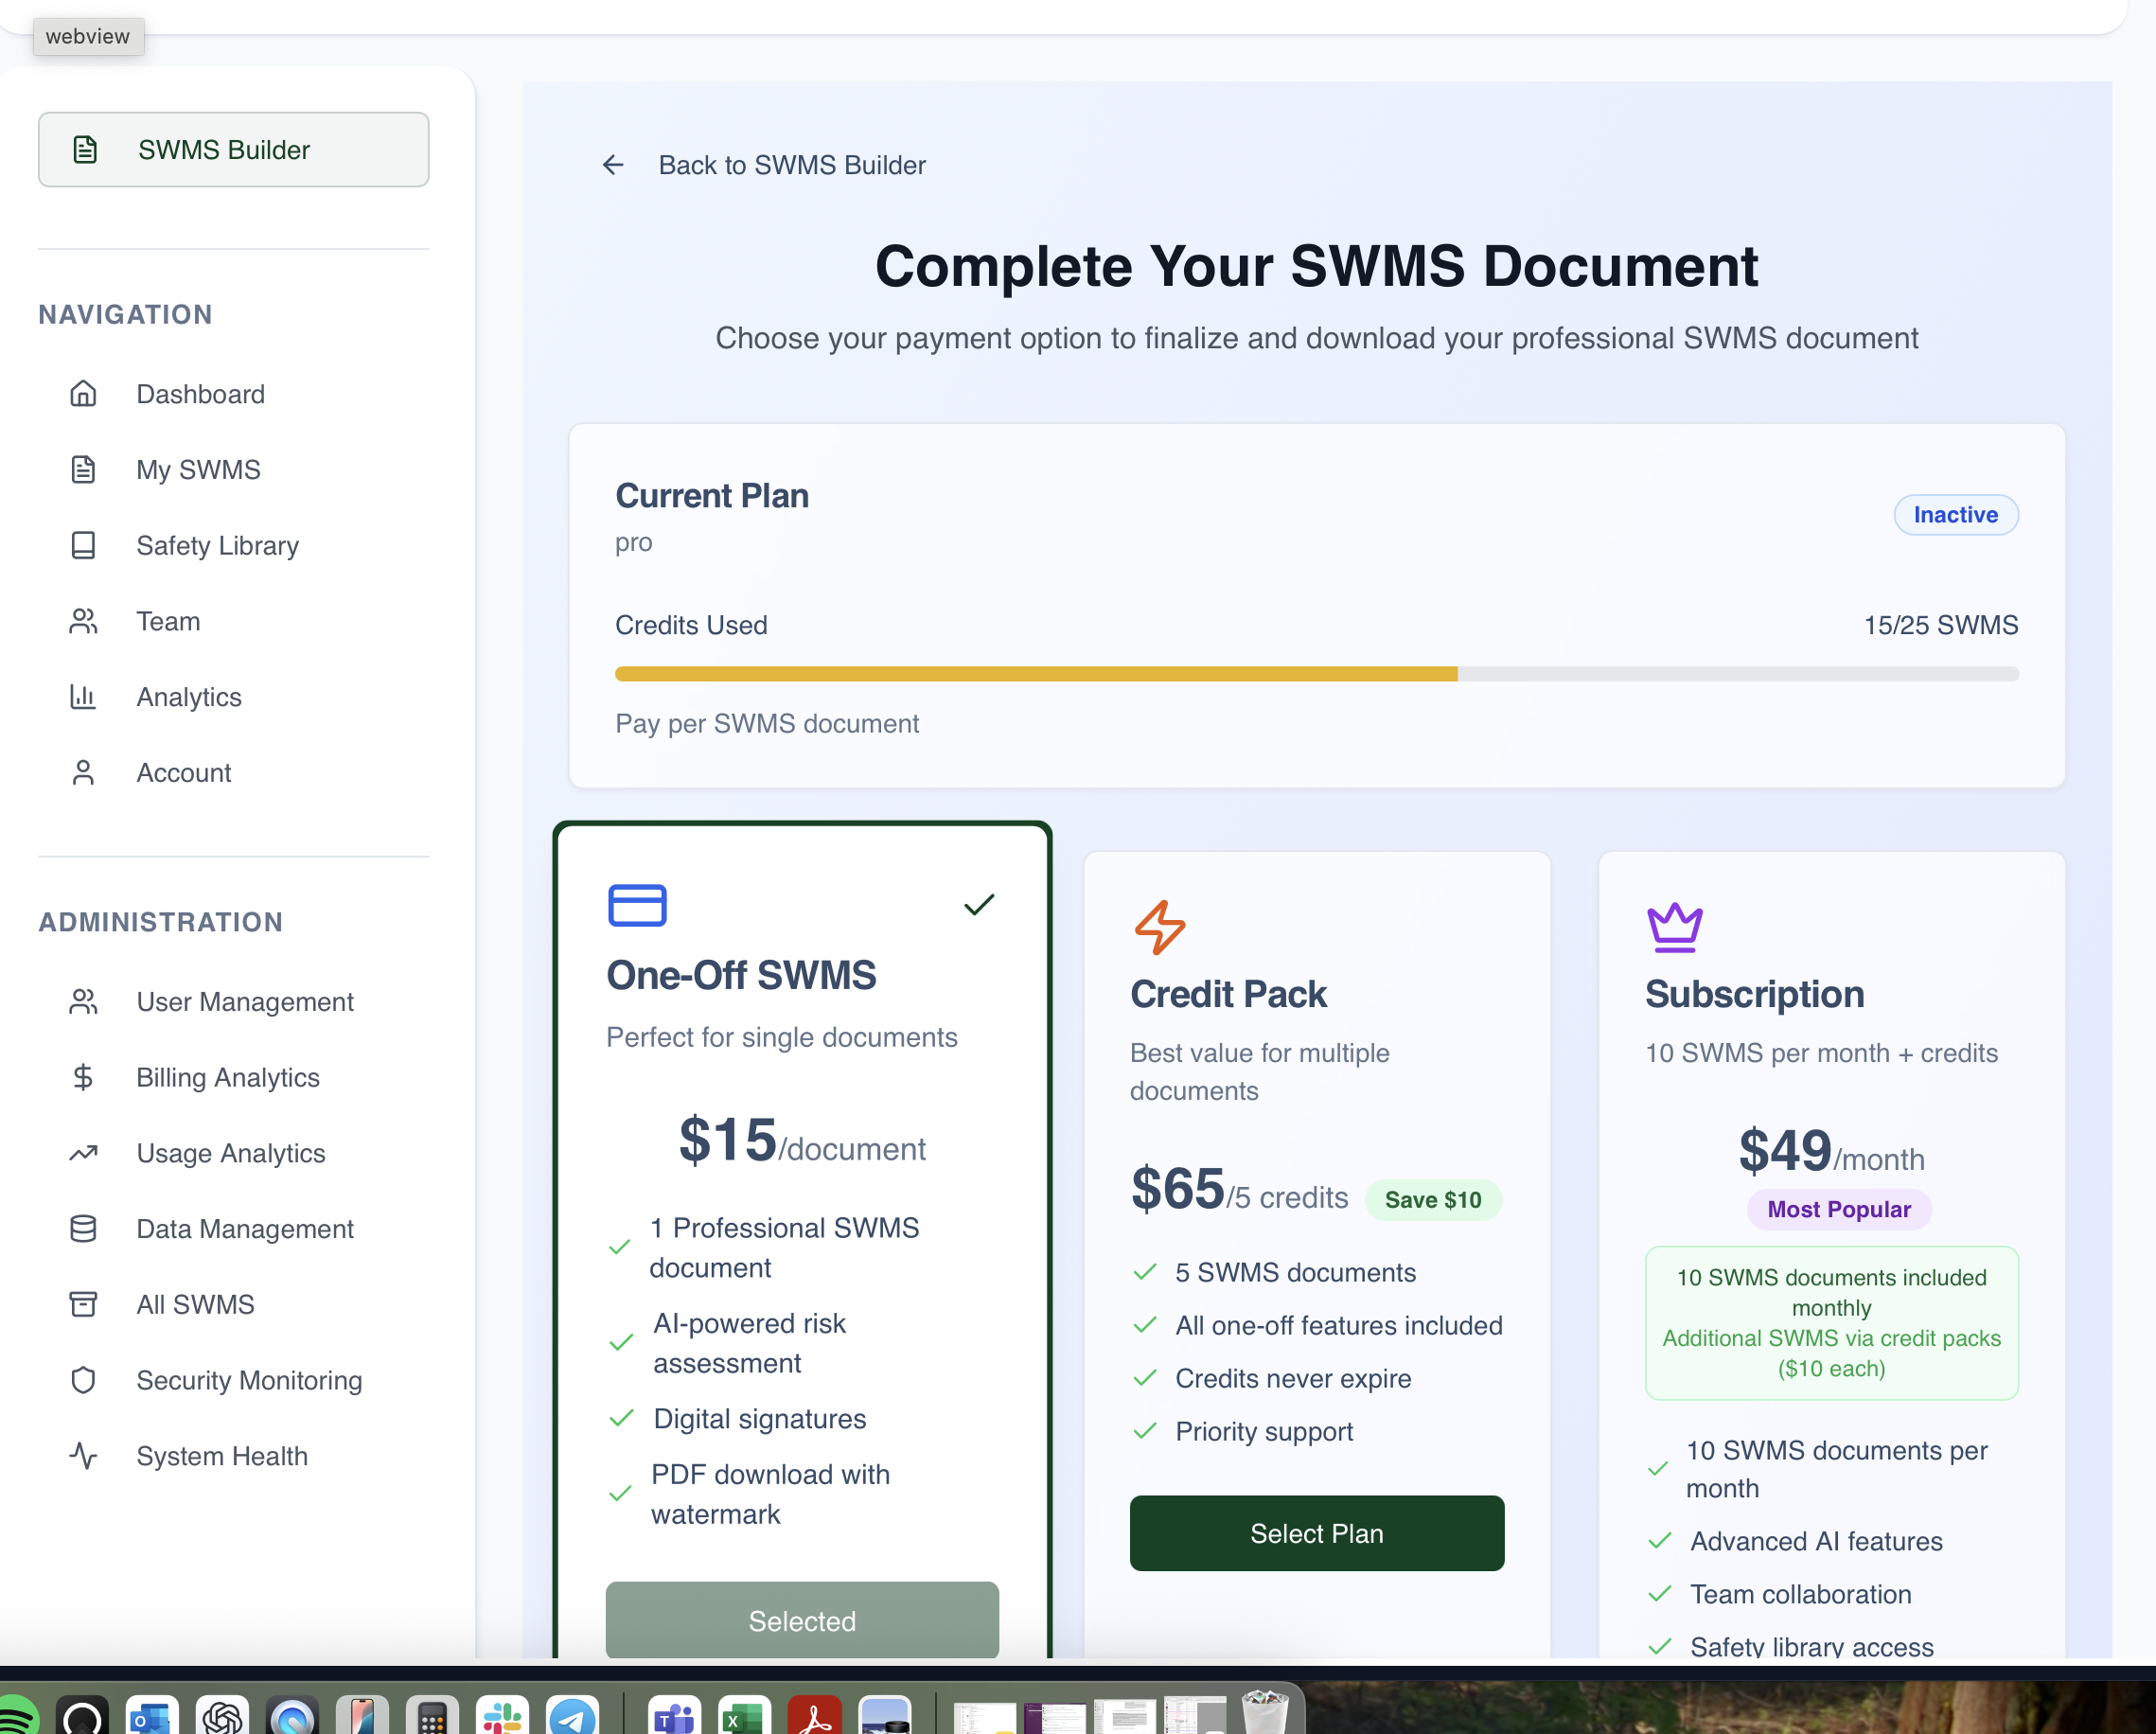 webview
SWMS Builder
NAVIGATION
Dashboard
My SWMS
Safety Library
Team
Analytics
Account
ADMINISTRATION
User Management
Billing Analytics
Usage Analytics
Data Management
All SWMS
Security Monitoring
System Health
Back to SWMS Builder
Complete Your SWMS Document
Choose your payment option to finalize and download your professional SWMS document
Current Plan
pro
Inactive
Credits Used
15/25 SWMS
Pay per SWMS document
One-Off SWMS
Perfect for single documents
$15/document
1 Professional SWMS
document
AI-powered risk
assessment
Digital signatures
PDF download with
watermark
Selected
Credit Pack
Best value for multiple
documents
$65/5 credits
Save $10
5 SWMS documents
All one-off features included
Credits never expire
Priority support
Select Plan
Subscription
10 SWMS per month + credits
$49/month
Most Popular
10 SWMS documents included
monthly
Additional SWMS via credit packs
($10 each)
10 SWMS documents per
month
Advanced AI features
Team collaboration
Safety library access